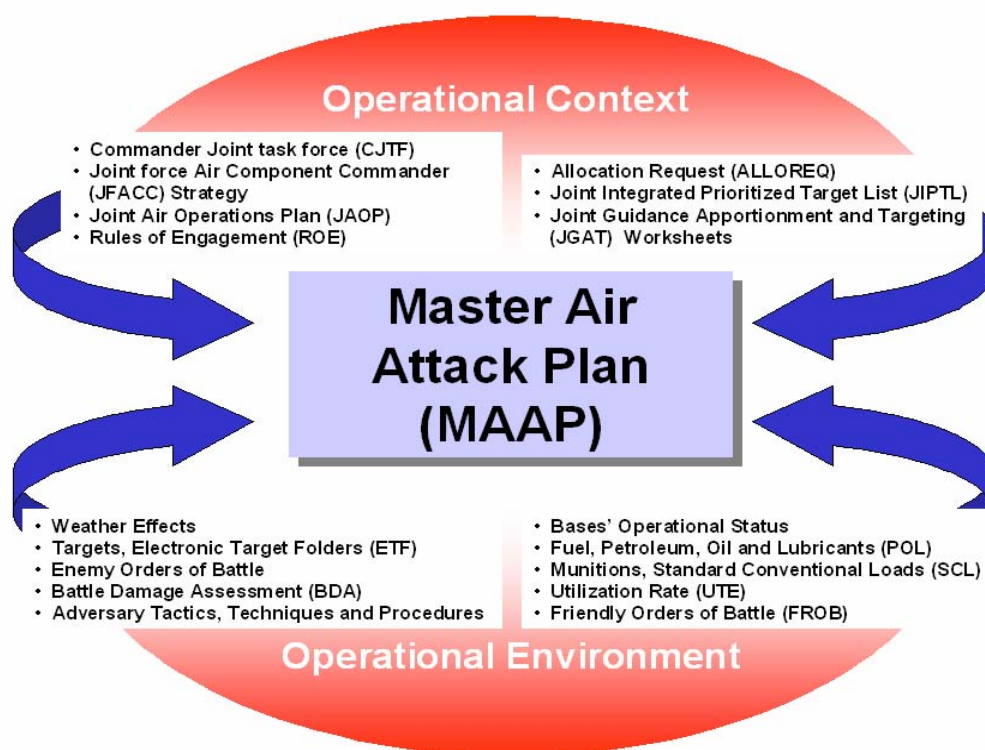 Operational Context
• Commander Joint task force (CJTF)
• Joint force Air Component Commander
(JFACC) Strategy
• Joint Air Operations Plan (JAOP)
• Rules of Engagement (ROE)
• Allocation Request (ALLOREQ)
• Joint Integrated Prioritized Target List (JIPTL)
• Joint Guidance Apportionment and Targeting
(JGAT) Worksheets
Master Air
Attack Plan
(MAAP)
• Weather Effects
• Targets, Electronic Target Folders (ETF)
• Enemy Orders of Battle
• Battle Damage Assessment (BDA)
• Adversary Tactics, Techniques and Procedures
• Bases' Operational Status
• Fuel, Petroleum, Oil and Lubricants (POL)
• Munitions, Standard Conventional Loads (SCL)
• Utilization Rate (UTE)
• Friendly Orders of Battle (FROB)
Operational Environment